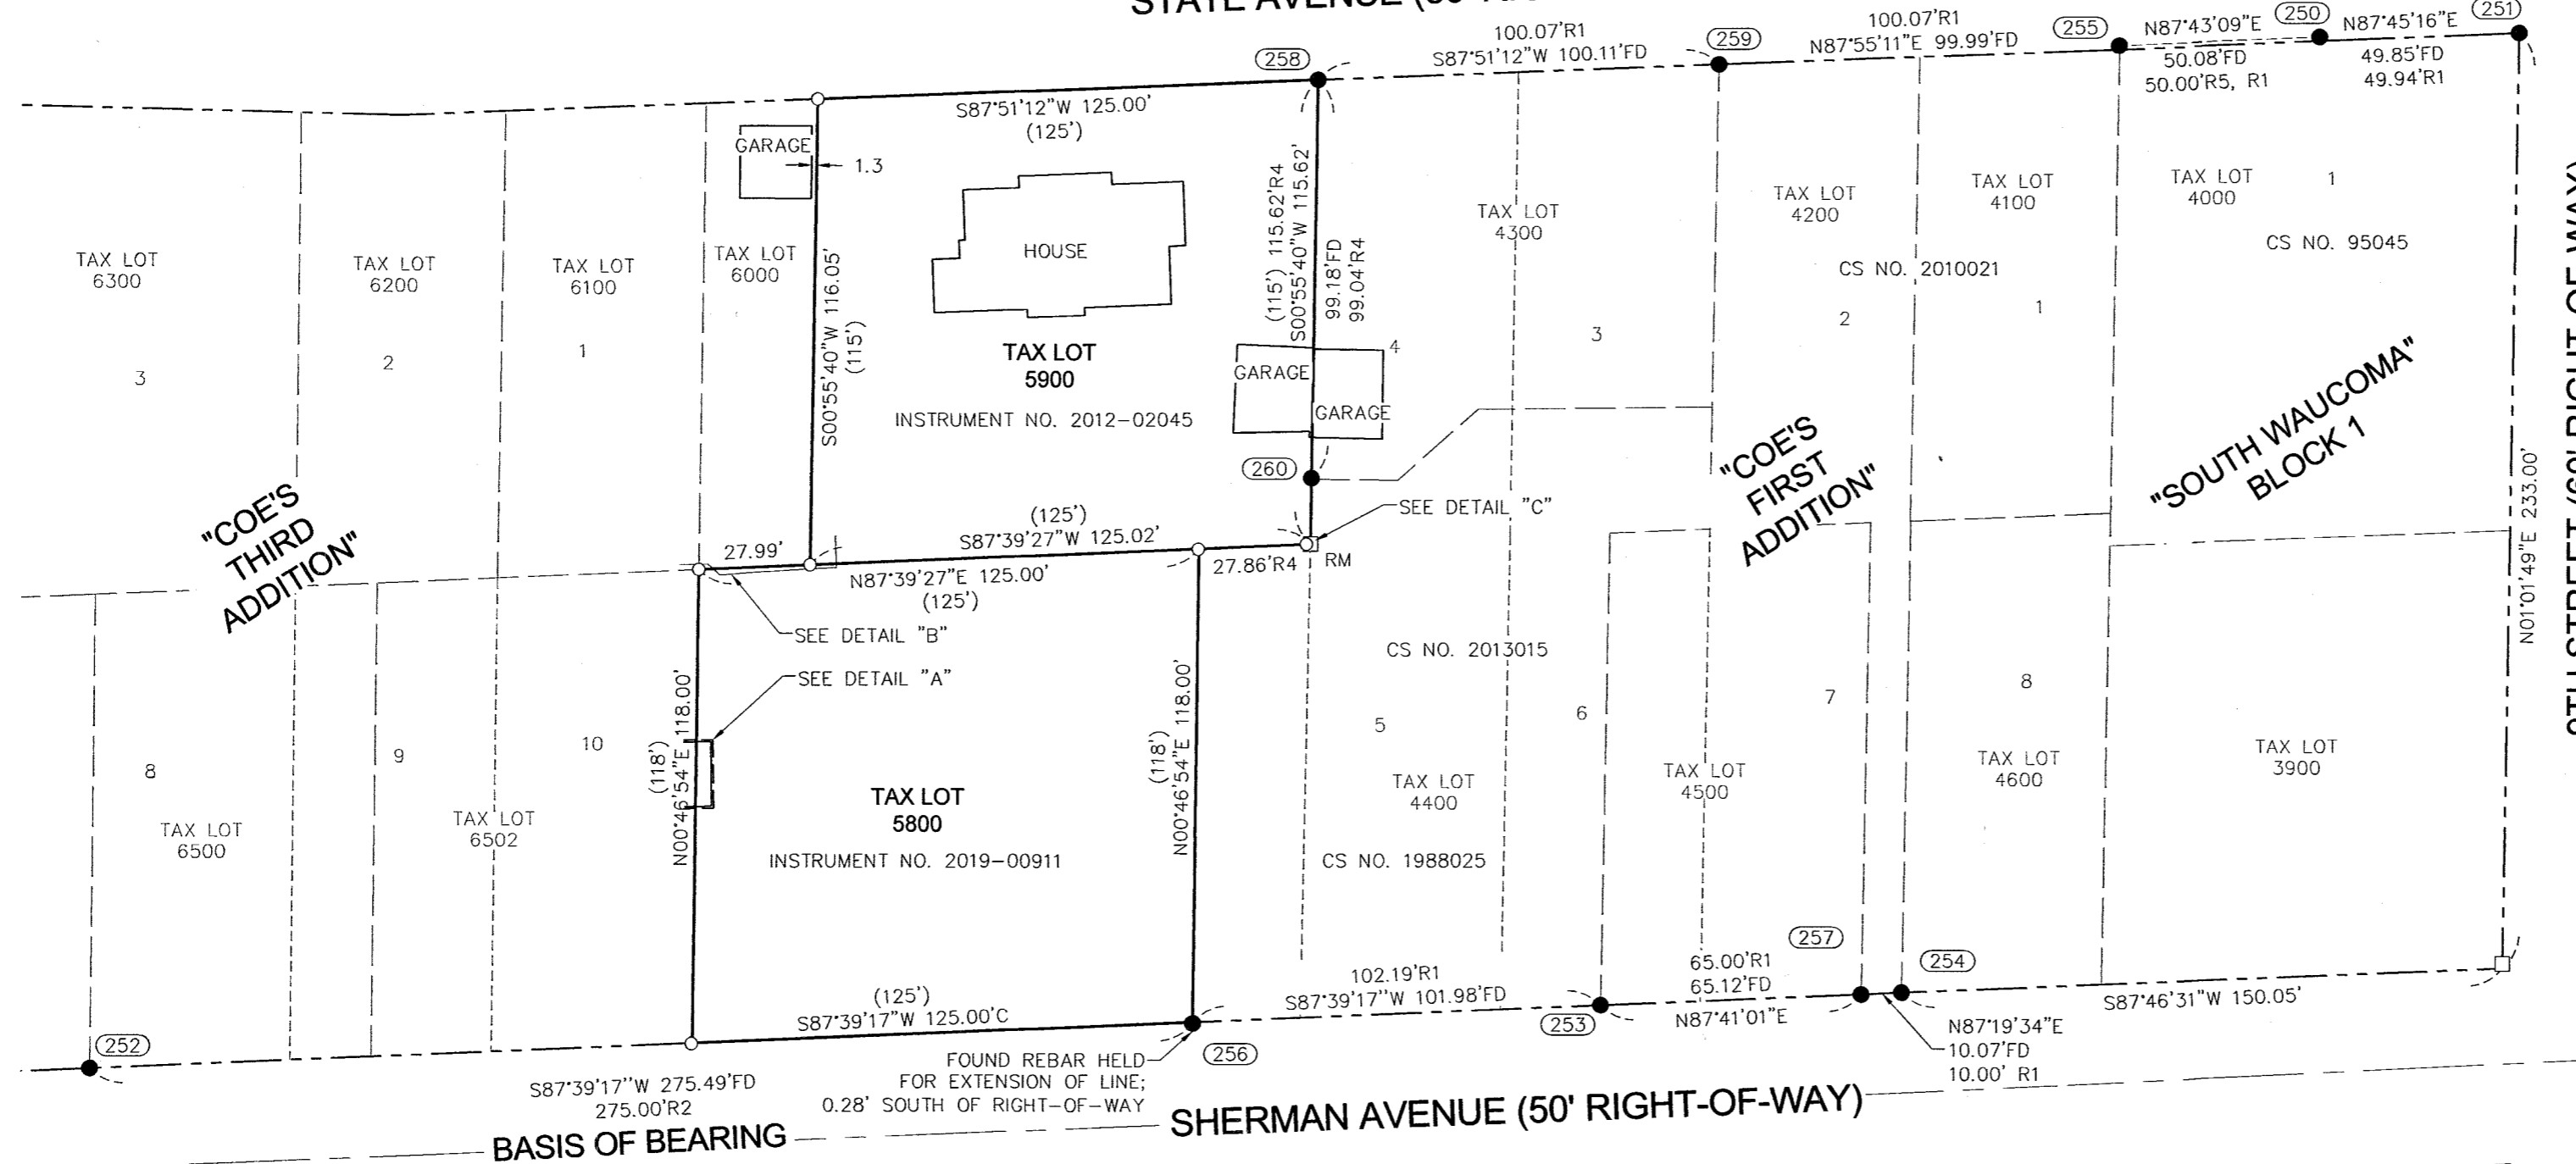 STATE AVENUE (
258
100.07'R1
S87°51'12"W 100.11'FD
259
100.07'R1
N87°55'11"E 99.99'FD
255
N87°43'09"E
50.08'FD
50.00'R5, R1
250
N87°45'16"E
49.85'FD
49.94'R1
251
S87°51'12"W 125.00'
(125')
GARAGE
1.3
HOUSE
TAX LOT
6300
3
TAX LOT
6200
2
TAX LOT
6100
1
TAX LOT
6000
S00°55'40"W 116.05'
(115')
TAX LOT
5900
INSTRUMENT NO. 2012-02045
(115') 115.62'R4
S00°55'40"W 115.62'
99.18'FD
99.04'R4
GARAGE
GARAGE
4
TAX LOT
4300
3
TAX LOT
4200
2
TAX LOT
4100
CS NO. 2010021
1
TAX LOT
4000
1
CS NO. 95045
"SOUTH WAUCOMA"
BLOCK 1
N01°01'49"E 233.00'
9TH STREET (60' RIGHT OF WAY)
260
SEE DETAIL "C"
"COE'S
FIRST
ADDITION"
"COE'S
THIRD
ADDITION"
27.99'
(125')
S87°39'27"W 125.02'
N87°39'27"E 125.00'
(125')
27.86'R4
RM
SEE DETAIL "B"
SEE DETAIL "A"
(118')
N00°46'54"E 118.00'
(118')
N00°46'54"E 118.00'
CS NO. 2013015
5
6
7
8
8
9
10
TAX LOT
6500
TAX LOT
6502
TAX LOT
5800
INSTRUMENT NO. 2019-00911
TAX LOT
4400
CS NO. 1988025
TAX LOT
4500
TAX LOT
4600
TAX LOT
3900
252
(125')
S87°39'17"W 125.00'C
102.19'R1
S87°39'17"W 101.98'FD
253
65.00'R1
65.12'FD
N87°41'01"E
257
254
S87°46'31"W 150.05'
N87°19'34"E
10.07'FD
10.00' R1
256
FOUND REBAR HELD
FOR EXTENSION OF LINE;
0.28' SOUTH OF RIGHT-OF-WAY
S87°39'17"W 275.49'FD
275.00'R2
BASIS OF BEARING
SHERMAN AVENUE (50' RIGHT-OF-WAY)